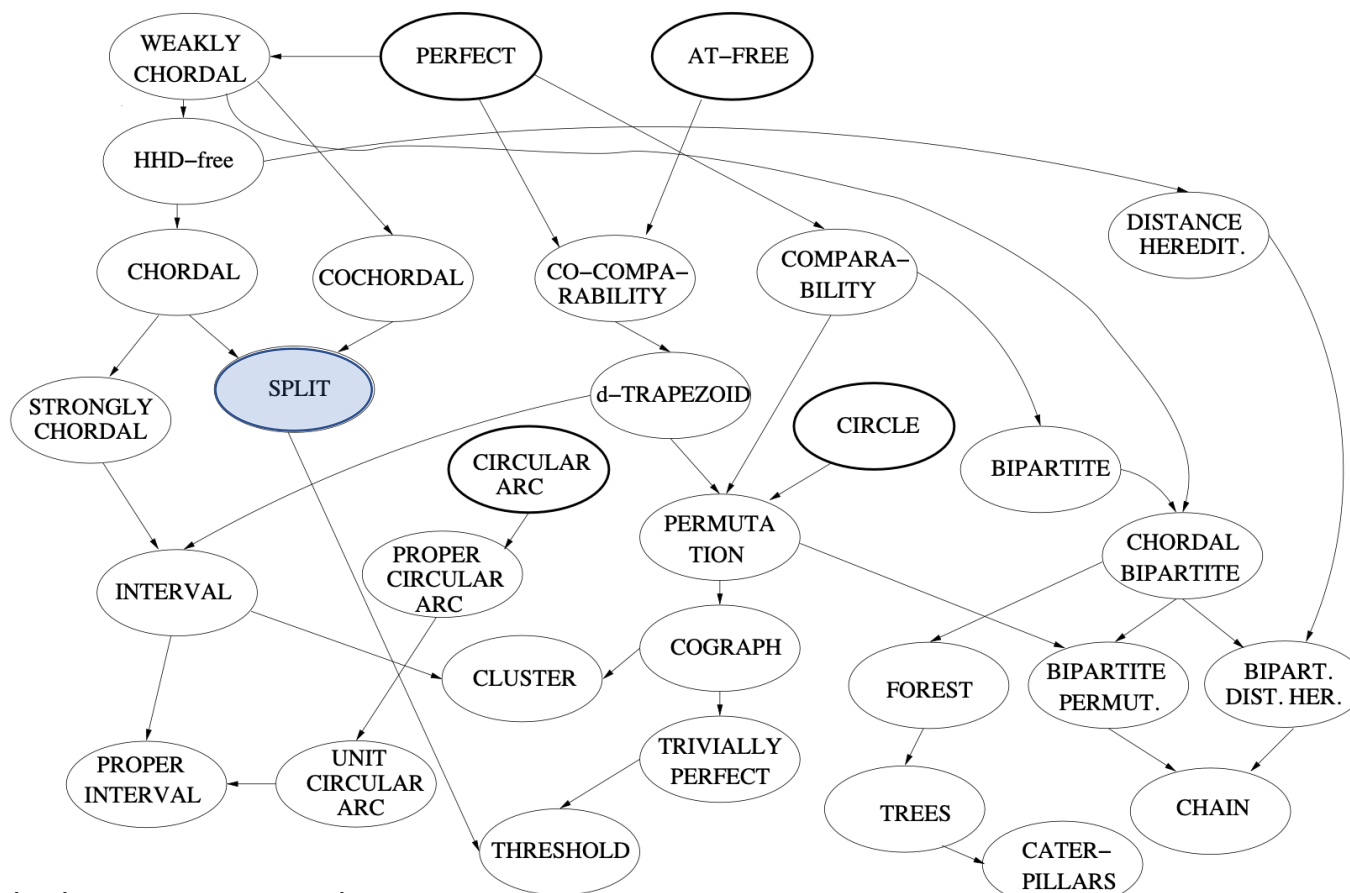 WEAKLY
CHORDAL
PERFECT
AT−FREE
HHD−free
DISTANCE
HEREDIT.
CHORDAL
COCHORDAL
CO−COMPA−
RABILITY
COMPARA−
BILITY
SPLIT
d−TRAPEZOID
STRONGLY
CHORDAL
CIRCLE
CIRCULAR
ARC
BIPARTITE
PERMUTA
TION
CHORDAL
BIPARTITE
PROPER
CIRCULAR
ARC
INTERVAL
COGRAPH
CLUSTER
FOREST
BIPARTITE
PERMUT.
BIPART.
DIST. HER.
TRIVIALLY
PERFECT
PROPER
INTERVAL
UNIT
CIRCULAR
ARC
TREES
CHAIN
THRESHOLD
CATER−
PILLARS